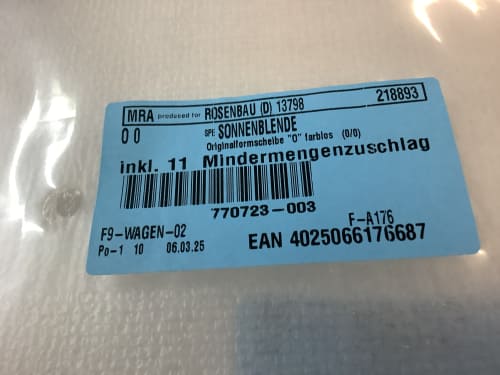 MRA produced for ROSENBAU (D) 13798 218893
0 0 SPE SONNENBLENDE
Originalformscheibe "O" farblos (0/0)
inkl. 11 Mindermengenzuschlag
770723-003
F9-WAGEN-02 F-A176
Po-1 10 06.03.25 EAN 4025066176687